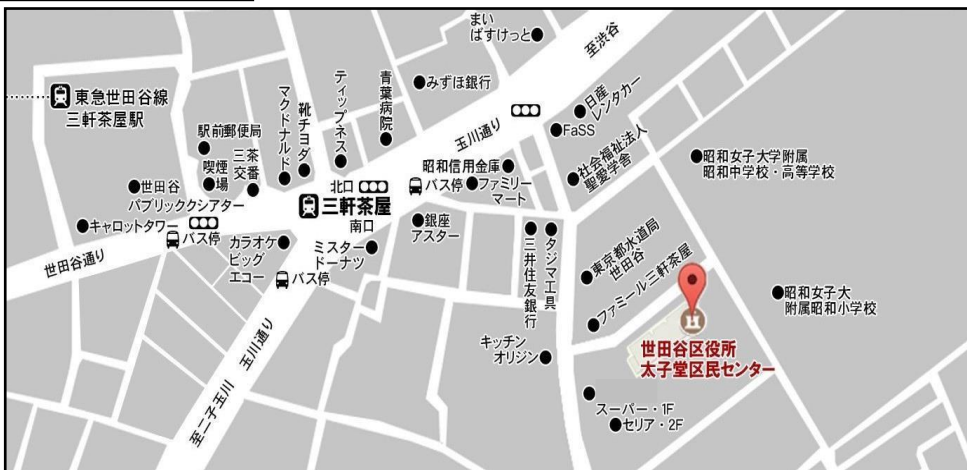 まい
ばすけっと
至渋谷
東急世田谷線
三軒茶屋駅
みずほ銀行
青葉病院
ティップネス
靴チヨダ
マクドナルド
駅前郵便局
三茶
交番
喫煙
場
世田谷
パブリックシアター
キャロットタワー
バス停
世田谷通り
北口
三軒茶屋
南口
バス停
玉川通り
昭和信用金庫
ファミリー
マート
日産
レンタカー
FaSS
社会福祉法人
聖愛学舎
昭和女子大学附属
昭和中学校・高等学校
カラオケ
ビッグ
エコー
バス停
ミスター
ドーナツ
銀座
アスター
三井住友銀行
タジマ工具
東京都水道局
世田谷
ファミール三軒茶屋
昭和女子大
附属昭和小学校
キッチン
オリジン
世田谷区役所
太子堂区民センター
スーパー・1F
セリア・2F
玉川通り
至二子玉川